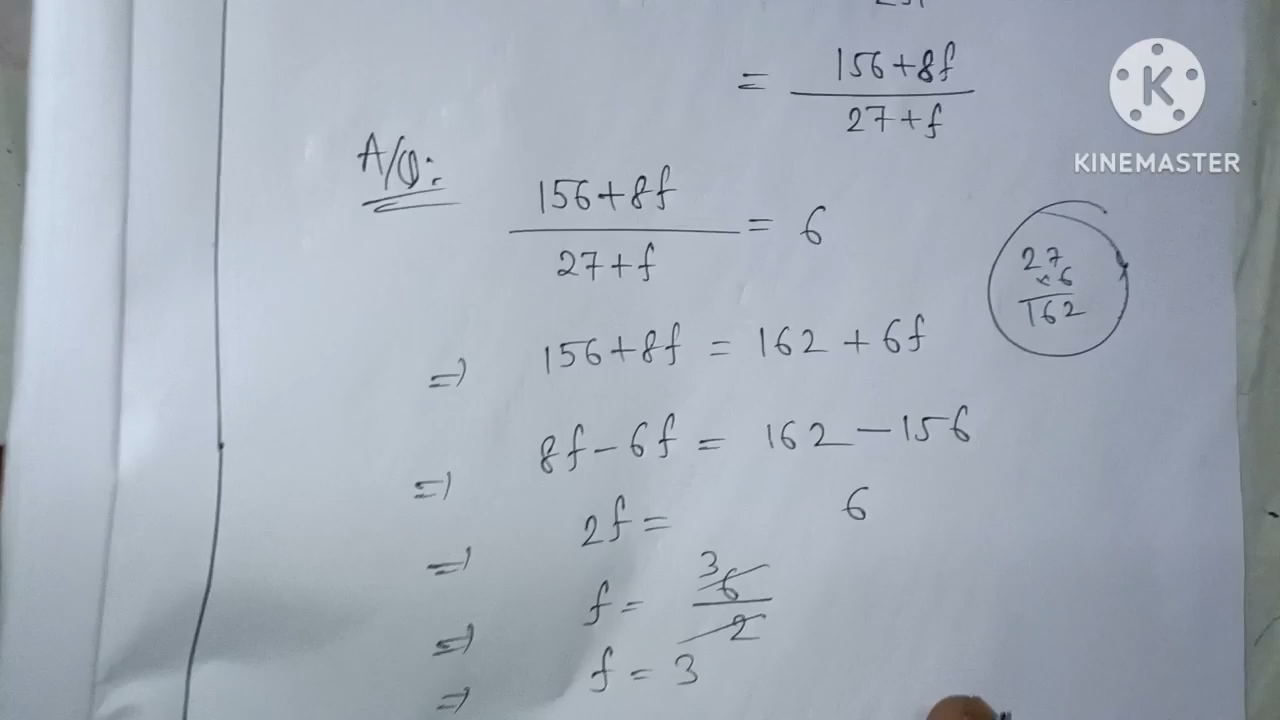 = 156+8f
27+f
A/Q:
156+8f = 6
27+f
27
×6
162
=) 156+8f = 162 + 6f
=) 8f-6f = 162-156
=) 2f = 6
=) f = 3 6
2
=) f = 3
K
KINEMASTER